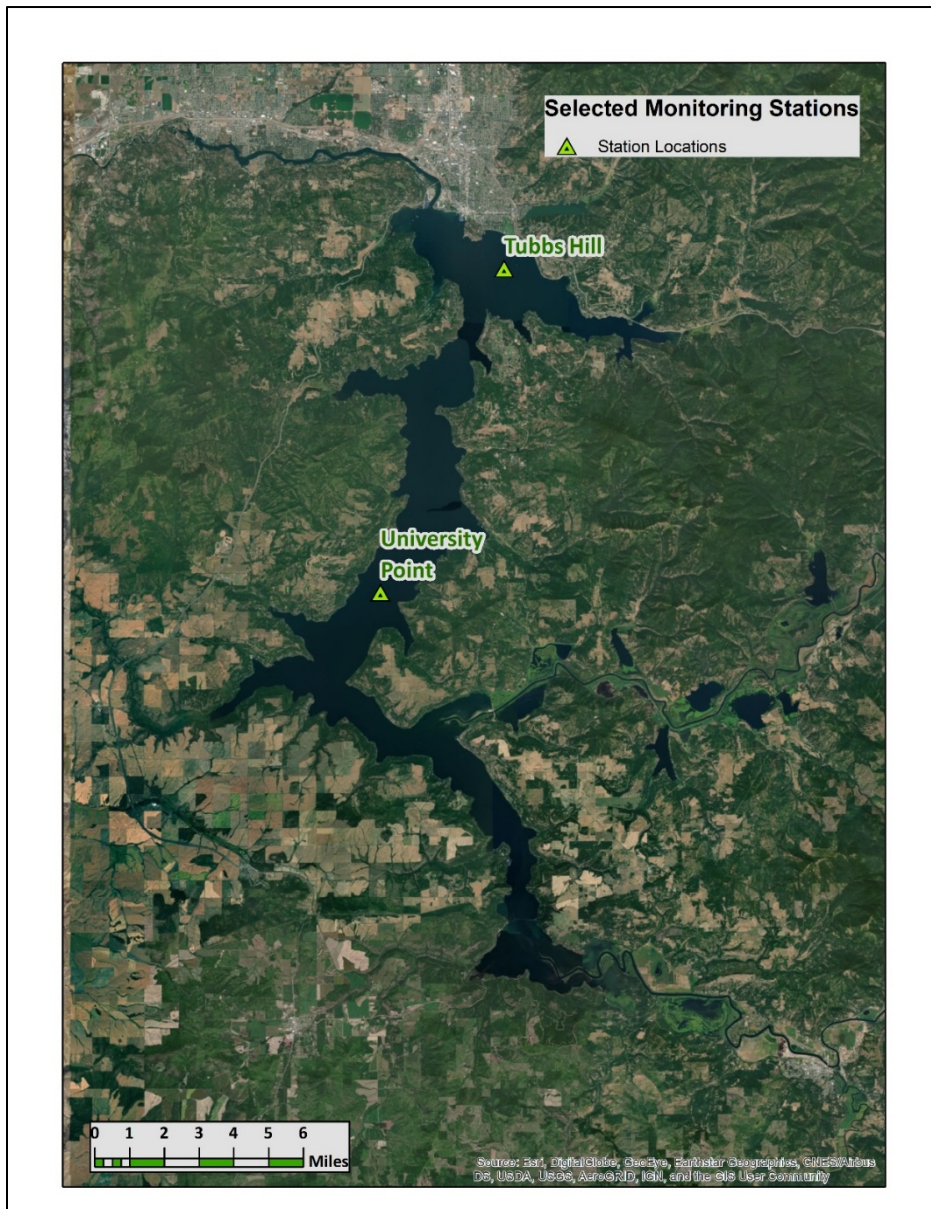 Selected Monitoring Stations
Station Locations
Tubbs Hill
University
Point
0 1 2 3 4 5 6
Miles
Source: Esri, DigitalGlobe, GeoEye, Earthstar Geographics, CNES/Airbus
DS, USDA, USGS, AeroGRID, IGN, and the GIS User Community